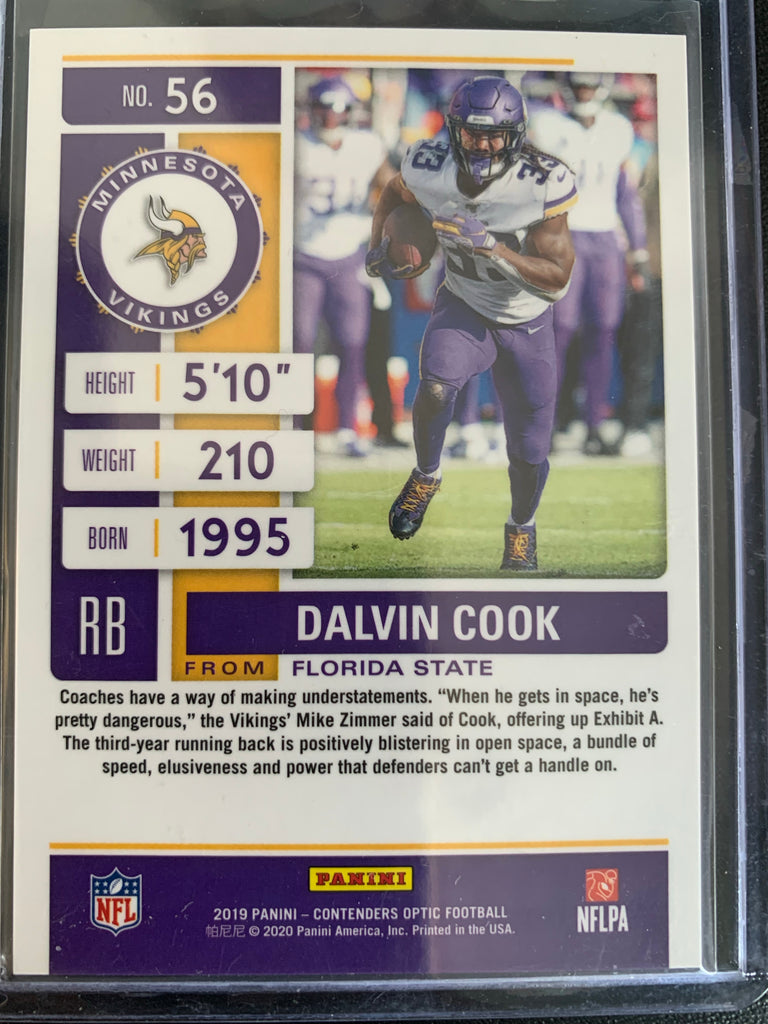 NO. 56
MINNESOTA
VIKINGS
33
33
33
HEIGHT 5'10"
WEIGHT 210
BORN 1995
RB
DALVIN COOK
FROM FLORIDA STATE
Coaches have a way of making understatements. “When he gets in space, he’s
pretty dangerous,” the Vikings’ Mike Zimmer said of Cook, offering up Exhibit A.
The third-year running back is positively blistering in open space, a bundle of
speed, elusiveness and power that defenders can’t get a handle on.
NFL
PANINI
2019 PANINI – CONTENDERS OPTIC FOOTBALL
帕尼尼 © 2020 Panini America, Inc. Printed in the USA.
NFLPA